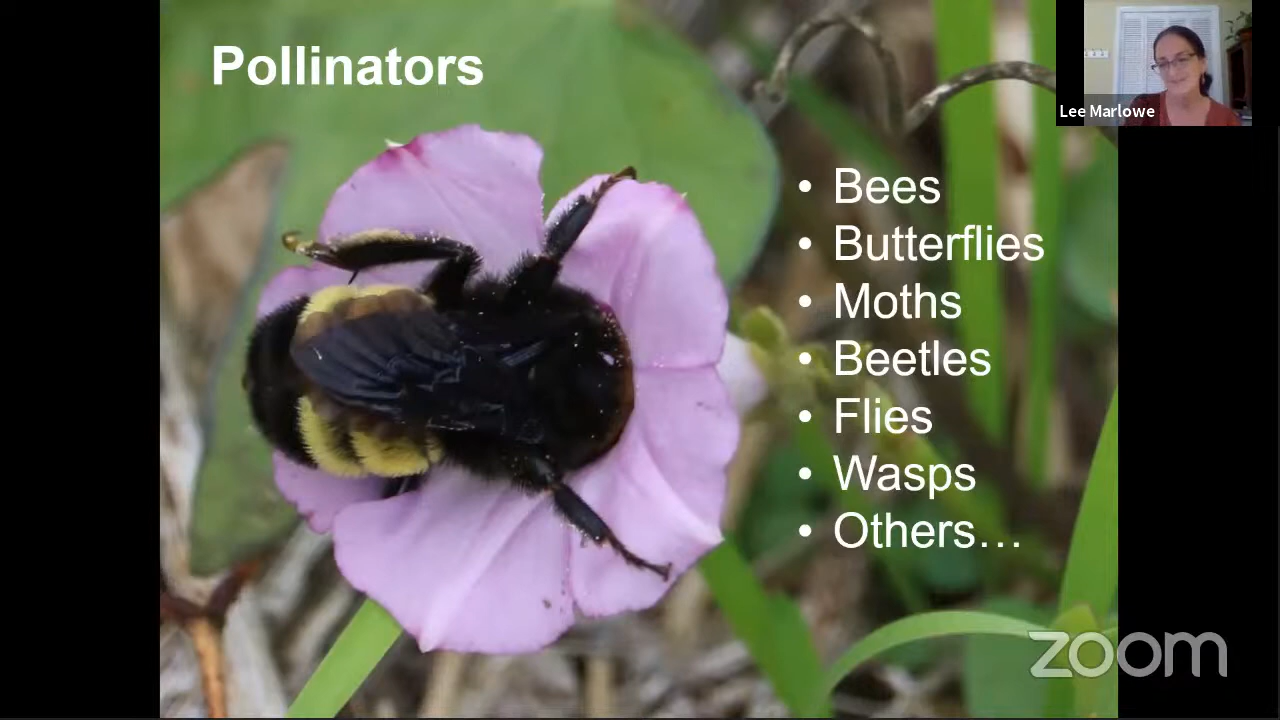 Pollinators
Lee Marlowe
• Bees
• Butterflies
• Moths
• Beetles
• Flies
• Wasps
• Others…
zoom